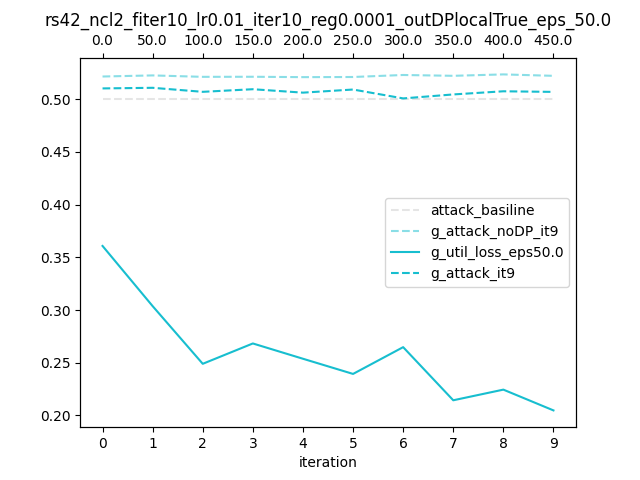 rs42_ncl2_fiter10_lr0.01_iter10_reg0.0001_outDPlocalTrue_eps_50.0
0.0 50.0 100.0 150.0 200.0 250.0 300.0 350.0 400.0 450.0
0.50
0.45
0.40
0.35
0.30
0.25
0.20
attack_basiline
g_attack_noDP_it9
g_util_loss_eps50.0
g_attack_it9
0 1 2 3 4 5 6 7 8 9
iteration